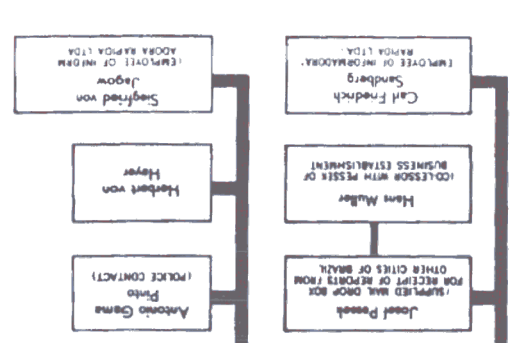 Josef Pessek
(SUPPLIED MAIL DROP BOX
FOR RECEIPT OF REPORTS FROM
OTHER CITIES OF BRAZIL
Hans Muller
(CO-LESSOR WITH PESSEK OF
BUSINESS ESTABLISHMENT
Carl Friedrich
Sandberg
EMPLOYEE OF INFORMADORA
RAPIDA LTDA.)
Antonio Gama
Pinto
(POLICE CONTACT)
Herbert von
Heyer
Siegfried von
Jagow
(EMPLOYEE OF INFORM
ADORA RAPIDA LTDA